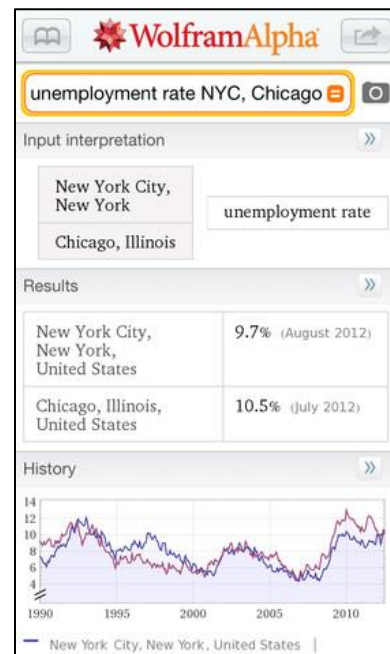 WolframAlpha
unemployment rate NYC, Chicago =
Input interpretation
New York City,
New York
Chicago, Illinois
unemployment rate
Results
New York City,
New York,
United States
9.7% (August 2012)
Chicago, Illinois,
United States
10.5% (July 2012)
History
14
12
10
8
6
4
1990 1995 2000 2005 2010
New York City, New York, United States |